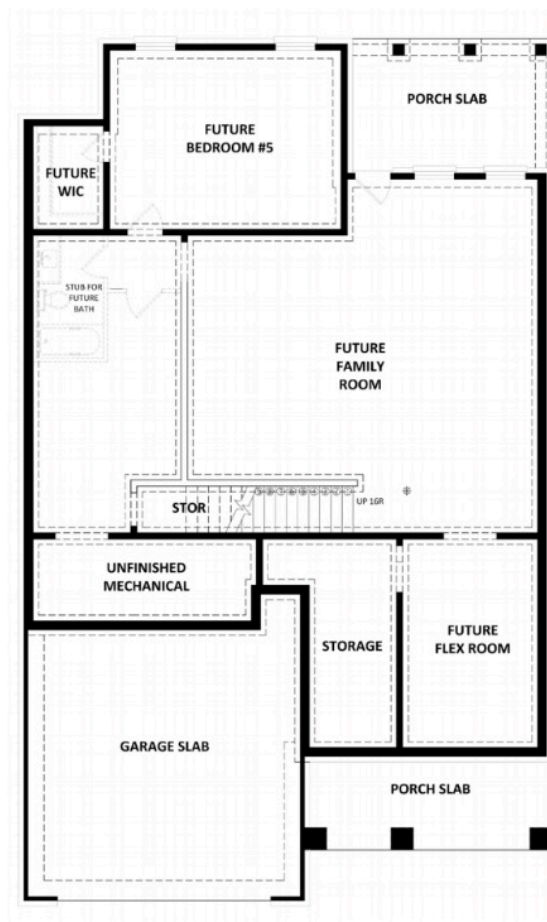 PORCH SLAB
FUTURE
BEDROOM #5
FUTURE
WIC
STUB FOR
FUTURE
BATH
FUTURE
FAMILY
ROOM
STOR
UP 16R
UNFINISHED
MECHANICAL
STORAGE
FUTURE
FLEX ROOM
GARAGE SLAB
PORCH SLAB